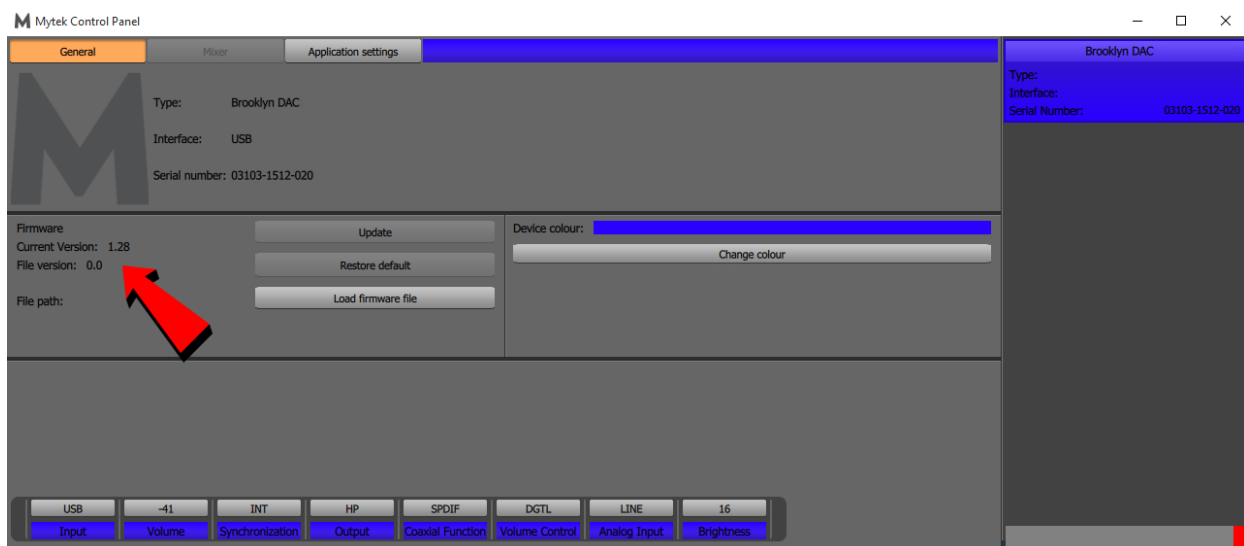 M Mytek Control Panel
General Mixer Application settings
Brooklyn DAC
Type:
Interface:
Serial Number: 03103-1512-020
M
Type: Brooklyn DAC
Interface: USB
Serial number: 03103-1512-020
Firmware
Current Version: 1.28
File version: 0.0
File path:
Update
Restore default
Load firmware file
Device colour:
Change colour
USB -41 INT HP SPDIF DGTL LINE 16
Input Volume Synchronization Output Coaxial Function Volume Control Analog Input Brightness